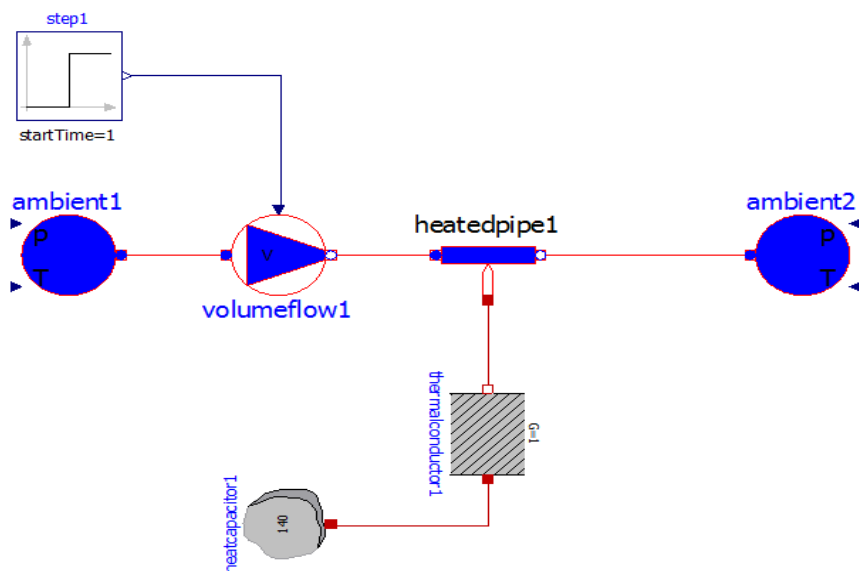 step1
startTime=1
ambient1
P
T
volumeflow1
v
heatedpipe1
ambient2
P
T
thermalconductor1
G=1
heatcapacitor1
140